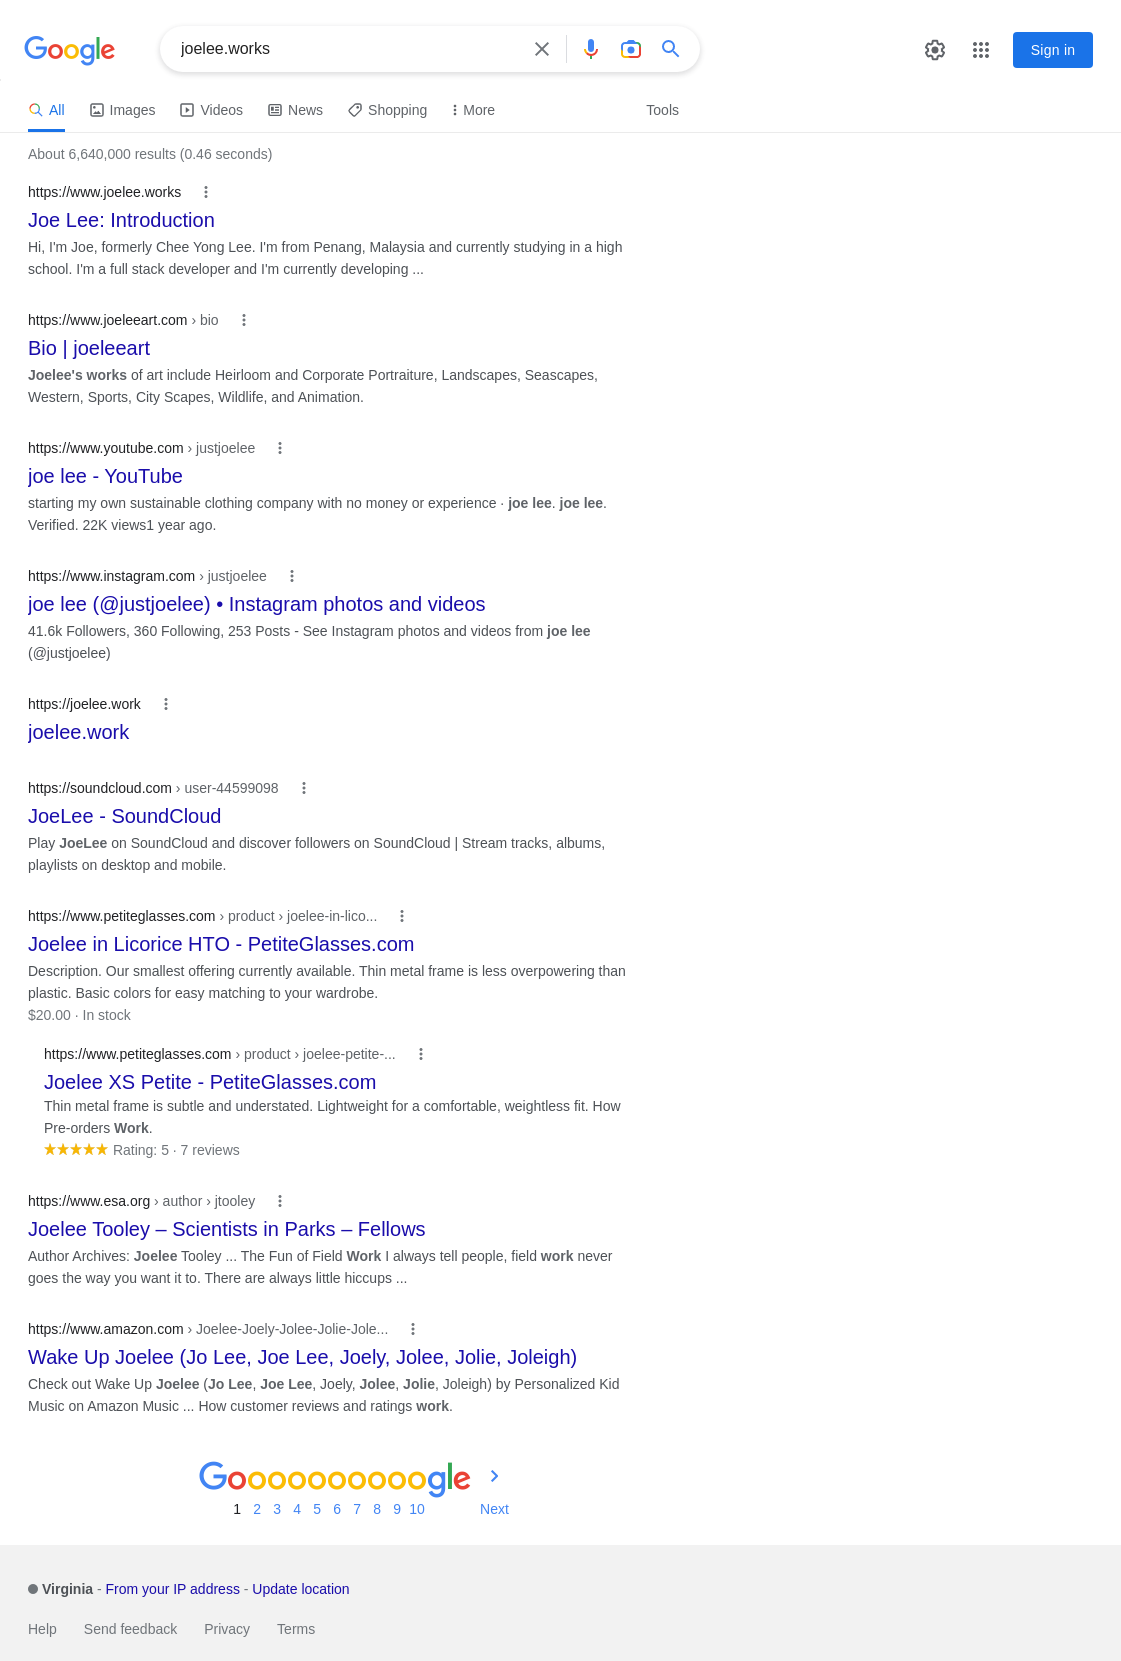 Google
joelee.works
Sign in
All Images Videos News Shopping More Tools
About 6,640,000 results (0.46 seconds)
https://www.joelee.works
Joe Lee: Introduction
Hi, I'm Joe, formerly Chee Yong Lee. I'm from Penang, Malaysia and currently studying in a high
school. I'm a full stack developer and I'm currently developing ...
https://www.joeleeart.com › bio
Bio | joeleeart
Joelee's works of art include Heirloom and Corporate Portraiture, Landscapes, Seascapes,
Western, Sports, City Scapes, Wildlife, and Animation.
https://www.youtube.com › justjoelee
joe lee - YouTube
starting my own sustainable clothing company with no money or experience · joe lee. joe lee.
Verified. 22K views1 year ago.
https://www.instagram.com › justjoelee
joe lee (@justjoelee) • Instagram photos and videos
41.6k Followers, 360 Following, 253 Posts - See Instagram photos and videos from joe lee
(@justjoelee)
https://joelee.work
joelee.work
https://soundcloud.com › user-44599098
JoeLee - SoundCloud
Play JoeLee on SoundCloud and discover followers on SoundCloud | Stream tracks, albums,
playlists on desktop and mobile.
https://www.petiteglasses.com › product › joelee-in-lico...
Joelee in Licorice HTO - PetiteGlasses.com
Description. Our smallest offering currently available. Thin metal frame is less overpowering than
plastic. Basic colors for easy matching to your wardrobe.
$20.00 · In stock
https://www.petiteglasses.com › product › joelee-petite-...
Joelee XS Petite - PetiteGlasses.com
Thin metal frame is subtle and understated. Lightweight for a comfortable, weightless fit. How
Pre-orders Work.
Rating: 5 · 7 reviews
https://www.esa.org › author › jtooley
Joelee Tooley – Scientists in Parks – Fellows
Author Archives: Joelee Tooley ... The Fun of Field Work I always tell people, field work never
goes the way you want it to. There are always little hiccups ...
https://www.amazon.com › Joelee-Joely-Jolee-Jolie-Jole...
Wake Up Joelee (Jo Lee, Joe Lee, Joely, Jolee, Jolie, Joleigh)
Check out Wake Up Joelee (Jo Lee, Joe Lee, Joely, Jolee, Jolie, Joleigh) by Personalized Kid
Music on Amazon Music ... How customer reviews and ratings work.
Goooooooooogle
1 2 3 4 5 6 7 8 9 10 Next
Virginia - From your IP address - Update location
Help Send feedback Privacy Terms